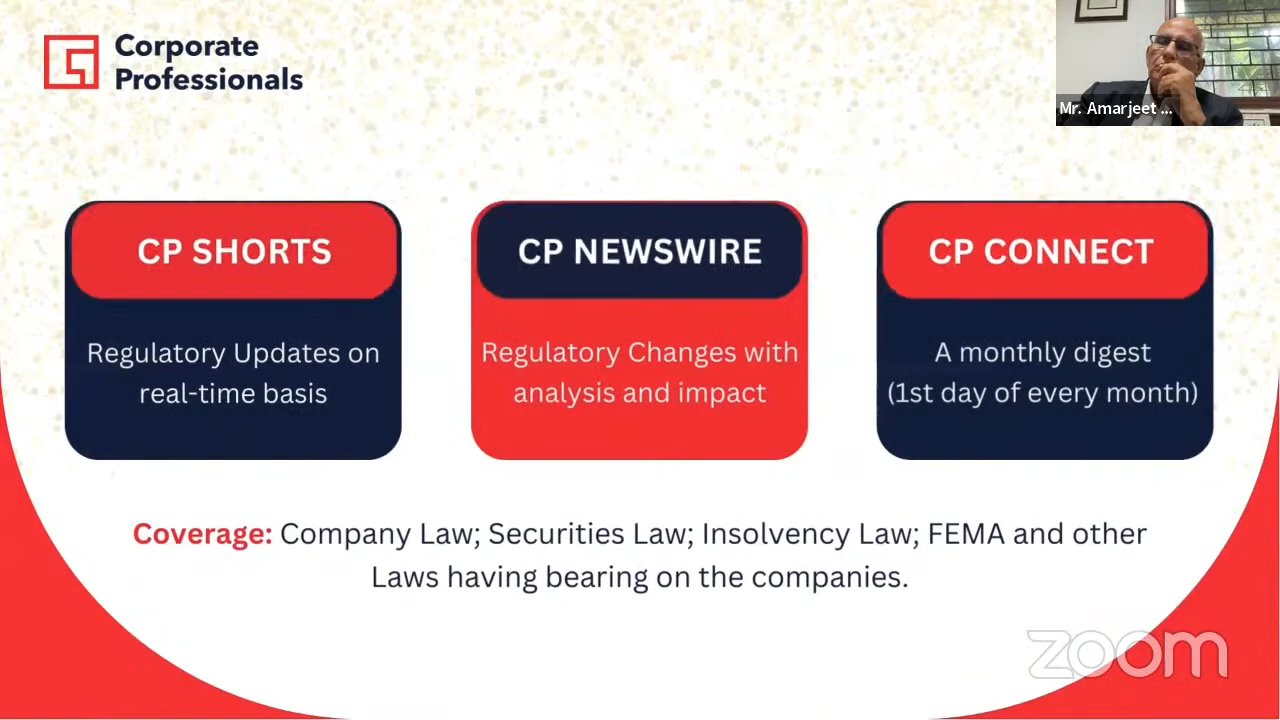 Corporate
Professionals
Mr. Amarjeet ...
CP SHORTS
Regulatory Updates on
real-time basis
CP NEWSWIRE
Regulatory Changes with
analysis and impact
CP CONNECT
A monthly digest
(1st day of every month)
Coverage: Company Law; Securities Law; Insolvency Law; FEMA and other
Laws having bearing on the companies.
zoom